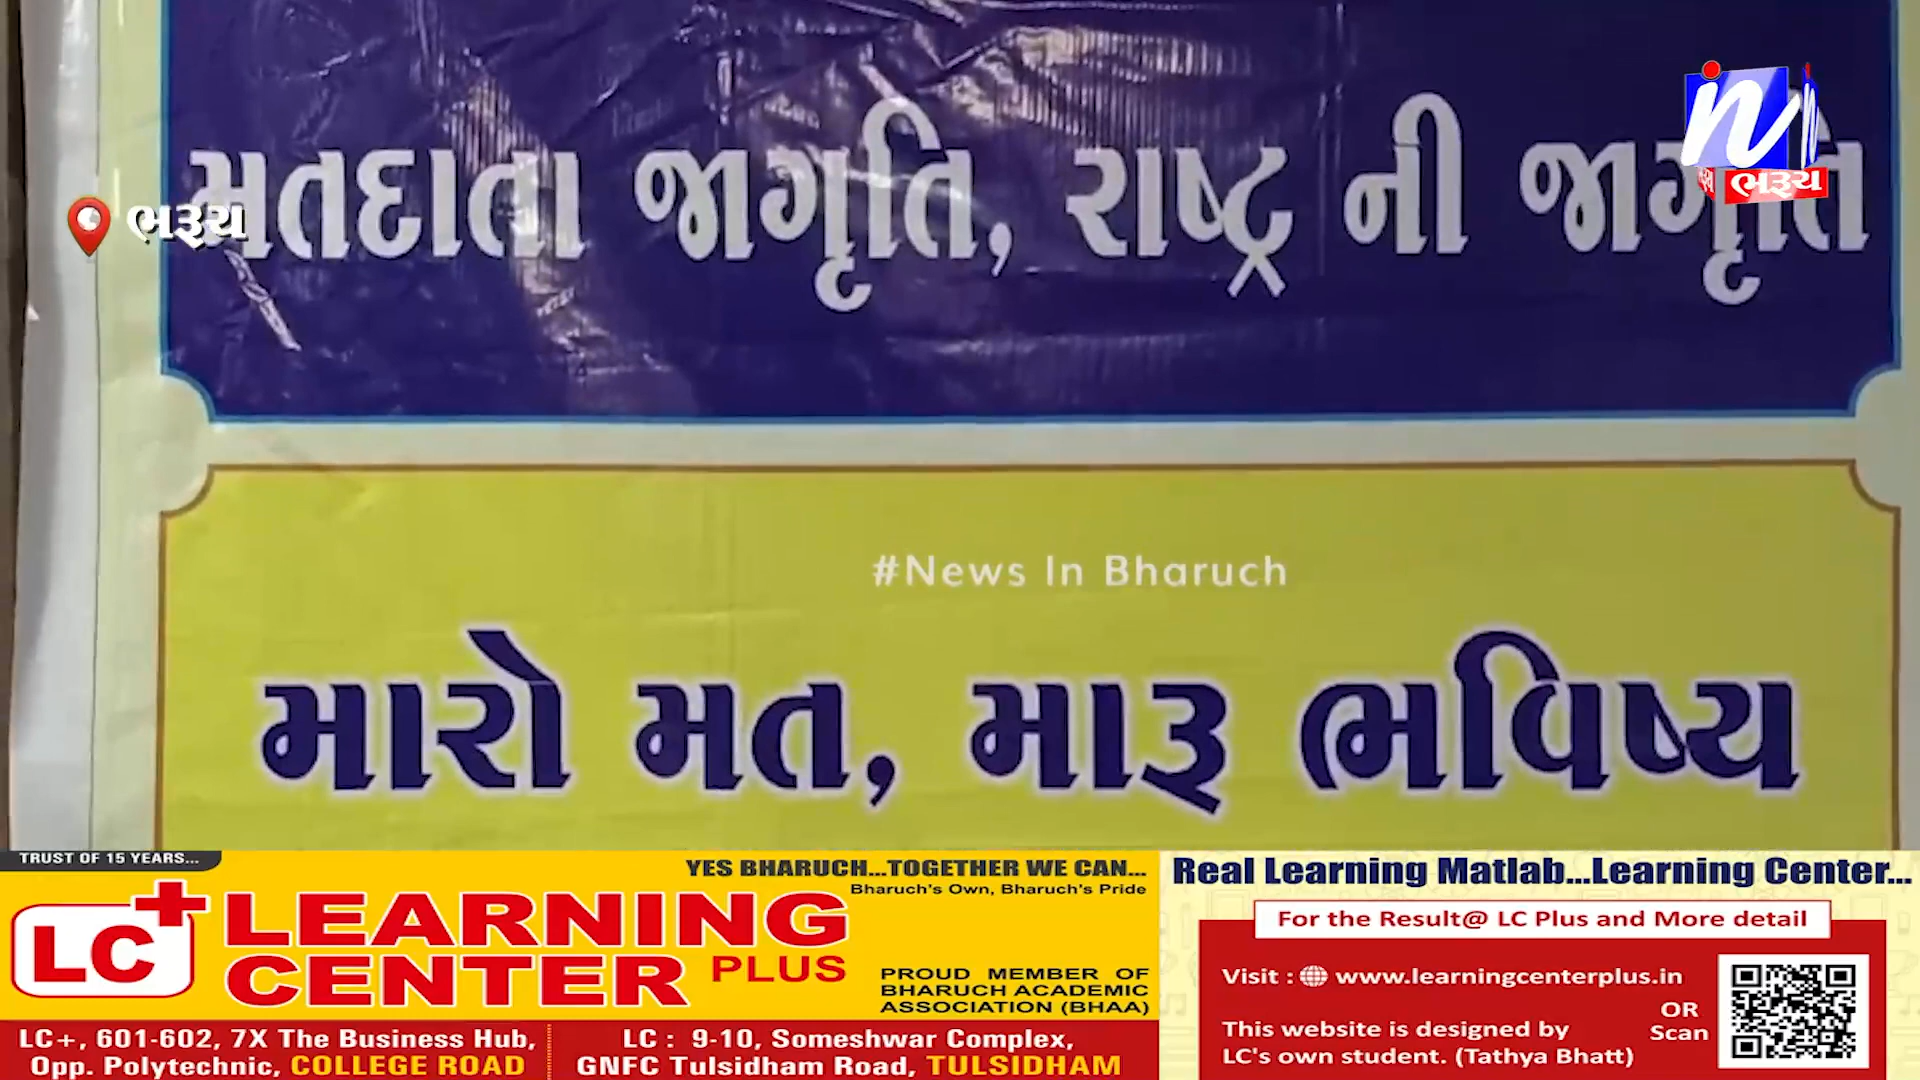 મતદાતા જાગૃતિ, રાષ્ટ્ર ની જાગૃતિ
ભરૂચ
ભરૂચ
#News In Bharuch
મારો મત, મારૂ ભવિષ્ય
TRUST OF 15 YEARS...
YES BHARUCH...TOGETHER WE CAN...
Bharuch's Own, Bharuch's Pride
LC+ LEARNING
CENTER PLUS
PROUD MEMBER OF
BHARUCH ACADEMIC
ASSOCIATION (BHAA)
LC+, 601-602, 7X The Business Hub,
Opp. Polytechnic, COLLEGE ROAD
LC : 9-10, Someshwar Complex,
GNFC Tulsidham Road, TULSIDHAM
Real Learning Matlab...Learning Center...
For the Result@ LC Plus and More detail
Visit : www.learningcenterplus.in
OR
Scan
This website is designed by
LC's own student. (Tathya Bhatt)